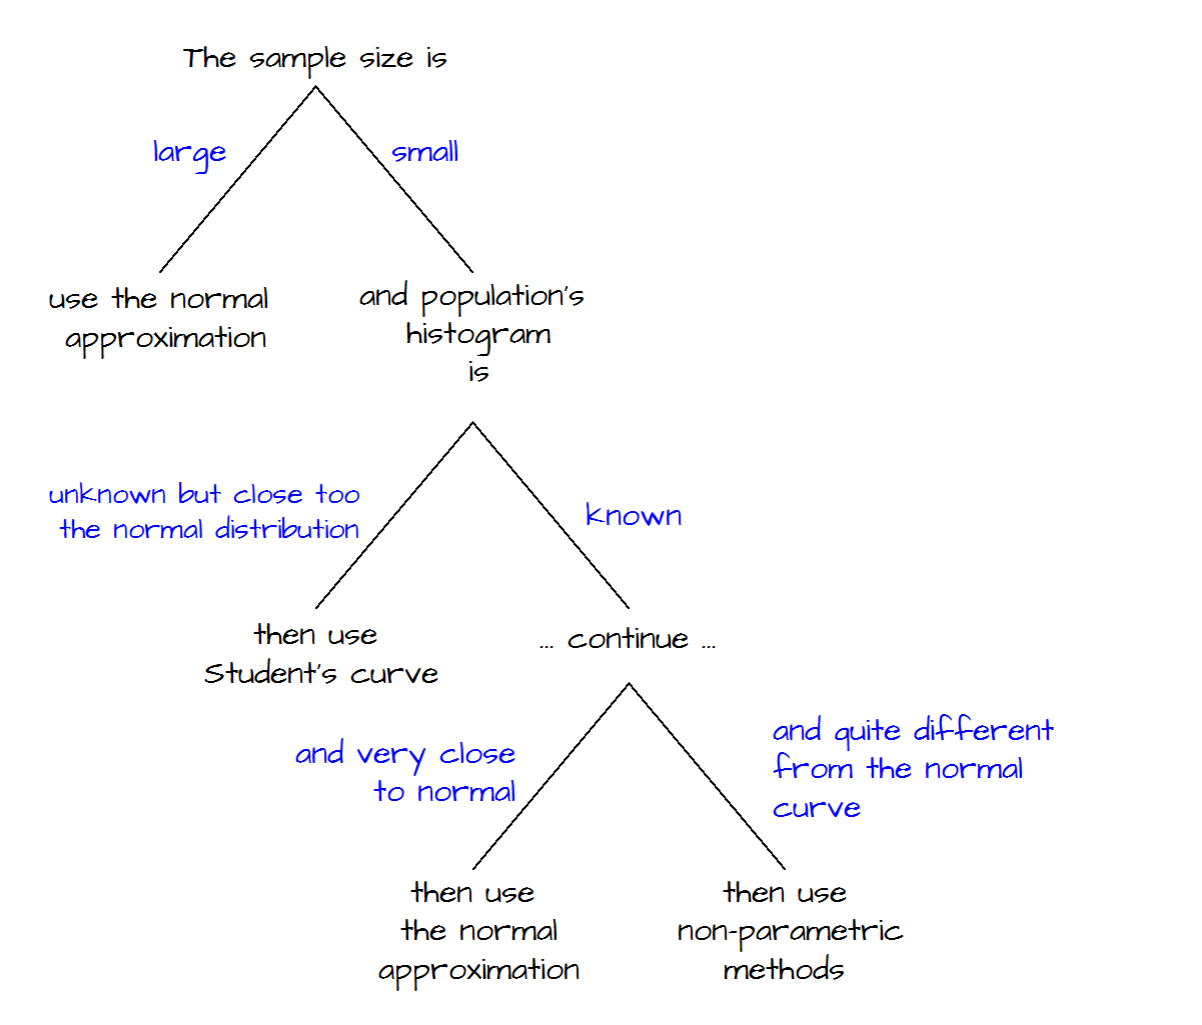 The sample size is
large
small
use the normal
approximation
and population's
histogram
is
unknown but close too
the normal distribution
known
then use
Student's curve
... continue ...
and very close
to normal
and quite different
from the normal
curve
then use
the normal
approximation
then use
non-parametric
methods